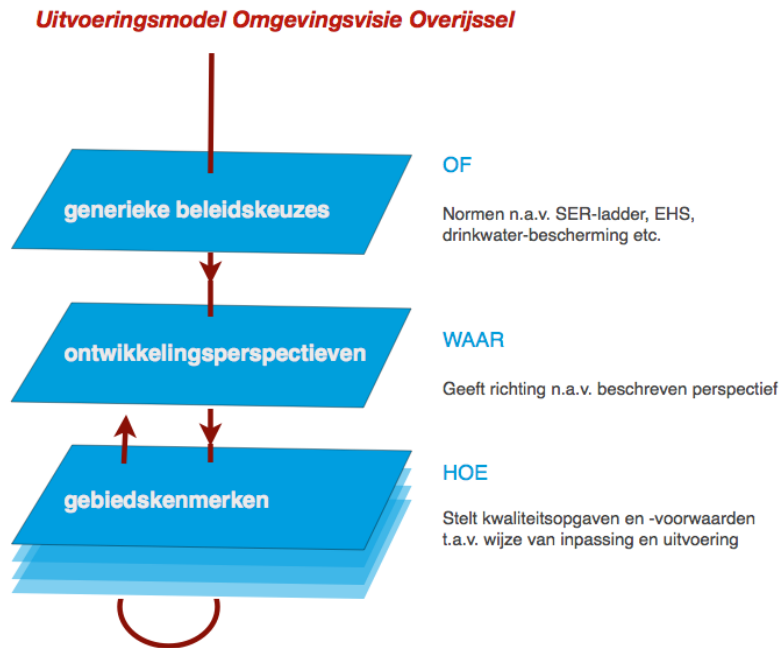 Uitvoeringsmodel Omgevingsvisie Overijssel
generieke beleidskeuzes
OF
Normen n.a.v. SER-ladder, EHS,
drinkwater-bescherming etc.
ontwikkelingsperspectieven
WAAR
Geeft richting n.a.v. beschreven perspectief
gebiedskenmerken
HOE
Stelt kwaliteitsopgaven en -voorwaarden
t.a.v. wijze van inpassing en uitvoering